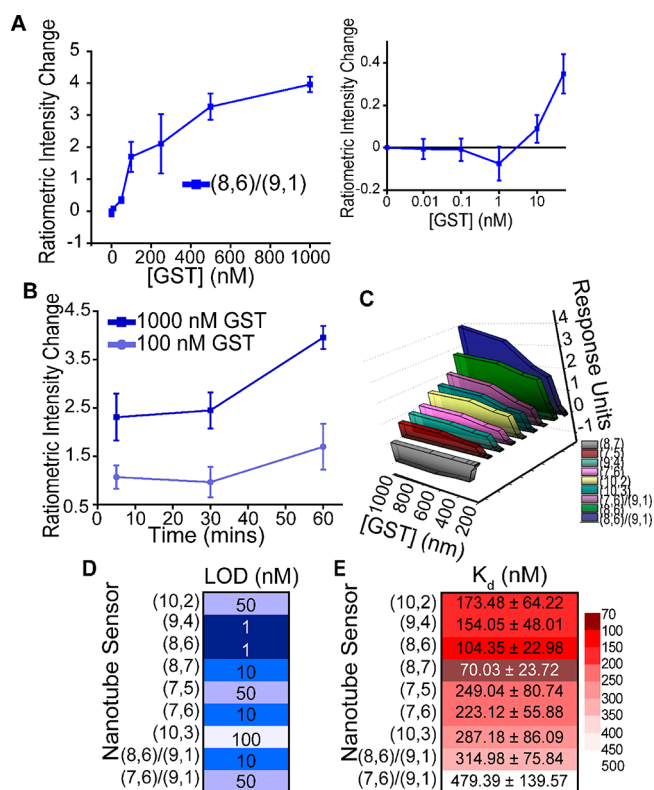 A
Ratiometric Intensity Change
5
4
3
2
1
0
-1
0 200 400 600 800 1000
[GST] (nM)
(8,6)/(9,1)
Ratiometric Intensity Change
0.4
0.2
0
-0.2
0 0.01 0.1 1 10
[GST] (nM)
B
Ratiometric Intensity Change
4.5
3.5
2.5
1.5
0.5
1000 nM GST
100 nM GST
0 10 20 30 40 50 60
Time (mins)
C
Response Units
4
3
2
1
0
-1
1000 800 600 400 200
[GST] (nm)
(8,7)
(7,5)
(9,4)
(7,6)
(10,2)
(10,3)
(7,6)/(9,1)
(8,6)
(8,6)/(9,1)
D
LOD (nM)
Nanotube Sensor
(10,2) 50
(9,4) 1
(8,6) 1
(8,7) 10
(7,5) 50
(7,6) 10
(10,3) 100
(8,6)/(9,1) 10
(7,6)/(9,1) 50
E
Kd (nM)
Nanotube Sensor
(10,2) 173.48 ± 64.22
(9,4) 154.05 ± 48.01
(8,6) 104.35 ± 22.98
(8,7) 70.03 ± 23.72
(7,5) 249.04 ± 80.74
(7,6) 223.12 ± 55.88
(10,3) 287.18 ± 86.09
(8,6)/(9,1) 314.98 ± 75.84
(7,6)/(9,1) 479.39 ± 139.57
70
100
150
200
250
300
350
400
450
500